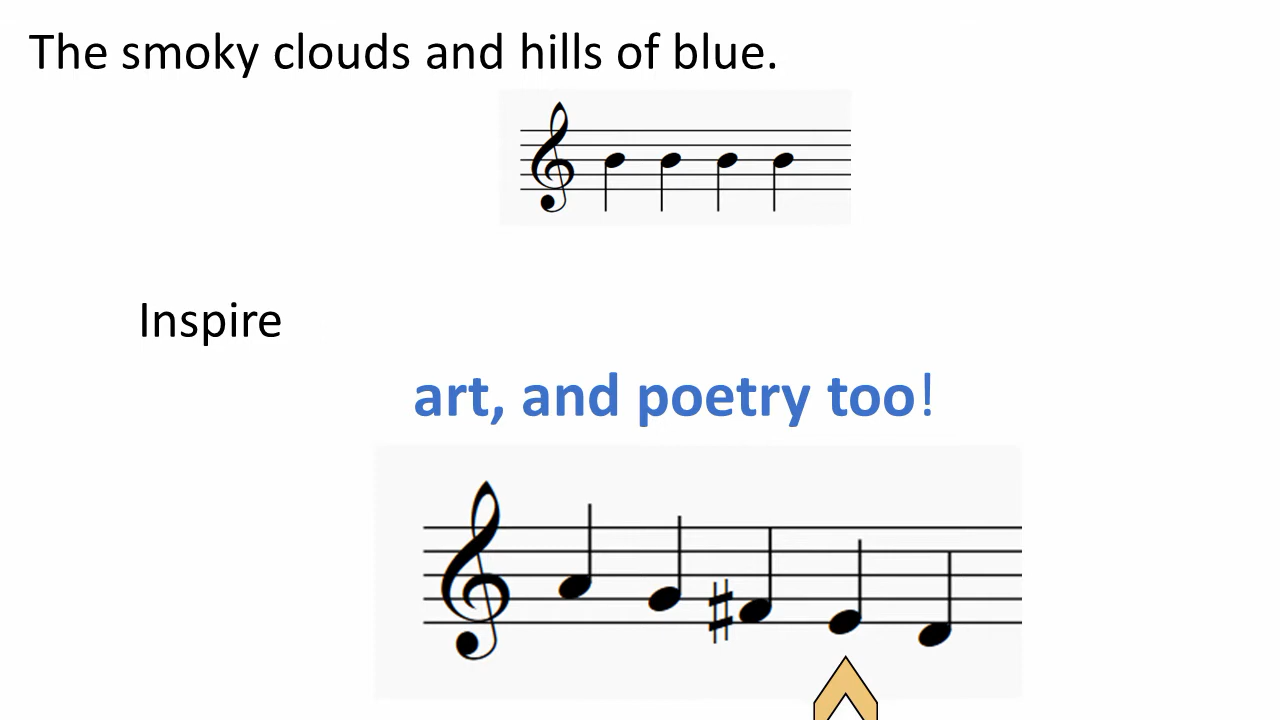 The smoky clouds and hills of blue.
Inspire
art, and poetry too!